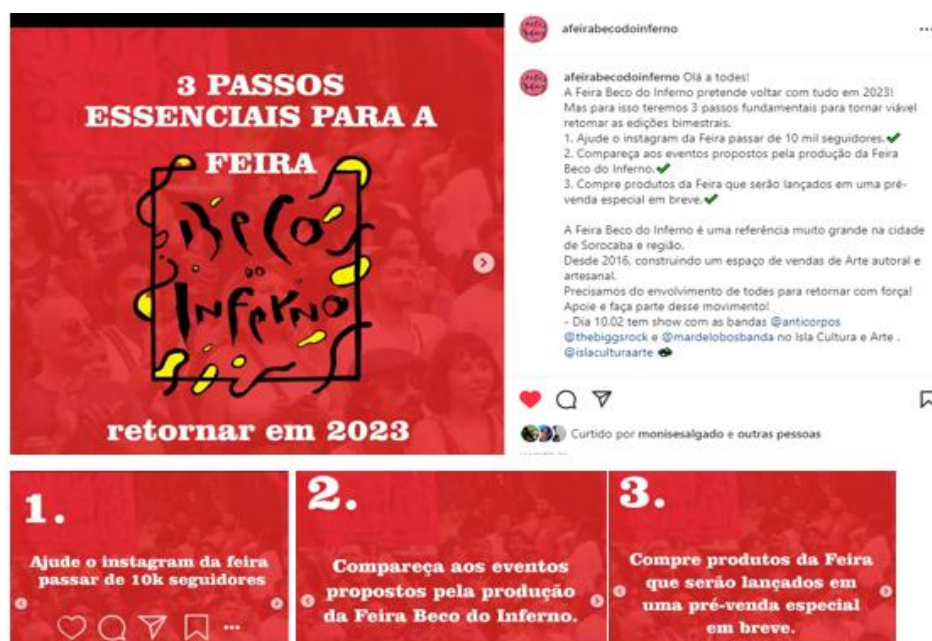 3 PASSOS
ESSENCIAIS PARA A
FEIRA
BECO
DO
INFERNO
retornar em 2023
afeirabecodoinferno
afeirabecodoinferno Olá a todes!
A Feira Beco do Inferno pretende voltar com tudo em 2023!
Mas para isso teremos 3 passos fundamentais para tornar viável
retomar as edições bimestrais.
1. Ajude o instagram da Feira passar de 10 mil seguidores.✔
2. Compareça aos eventos propostos pela produção da Feira
Beco do Inferno.✔
3. Compre produtos da Feira que serão lançados em uma pré-
venda especial em breve.✔
A Feira Beco do Inferno é uma referência muito grande na cidade
de Sorocaba e região.
Desde 2016, construindo um espaço de vendas de Arte autoral e
artesanal.
Precisamos do envolvimento de todes para retornar com força!
Apoie e faça parte desse movimento!
- Dia 10.02 tem show com as bandas @anticorpos
@thebiggsrock e @mardelobosbanda no Isla Cultura e Arte .
@islaculturaarte
Curtido por monisesalgado e outras pessoas
1.
Ajude o instagram da feira
passar de 10k seguidores
2.
Compareça aos eventos
propostos pela produção
da Feira Beco do Inferno.
3.
Compre produtos da Feira
que serão lançados em
uma pré-venda especial
em breve.